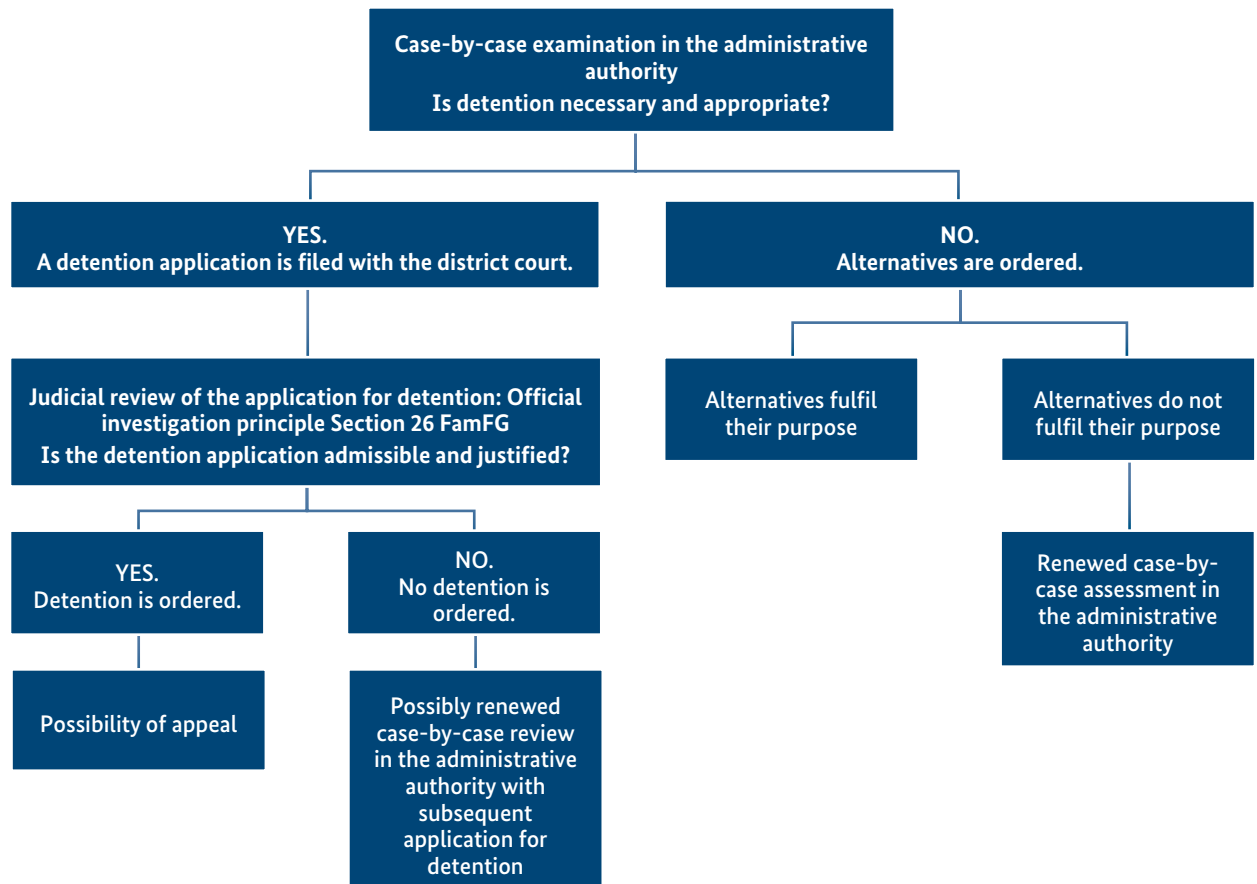 Case-by-case examination in the administrative
authority
Is detention necessary and appropriate?
YES.
A detention application is filed with the district court.
NO.
Alternatives are ordered.
Judicial review of the application for detention: Official
investigation principle Section 26 FamFG
Is the detention application admissible and justified?
Alternatives fulfil
their purpose
Alternatives do not
fulfil their purpose
YES.
Detention is ordered.
NO.
No detention is
ordered.
Renewed case-by-
case assessment in
the administrative
authority
Possibility of appeal
Possibly renewed
case-by-case review
in the administrative
authority with
subsequent
application for
detention